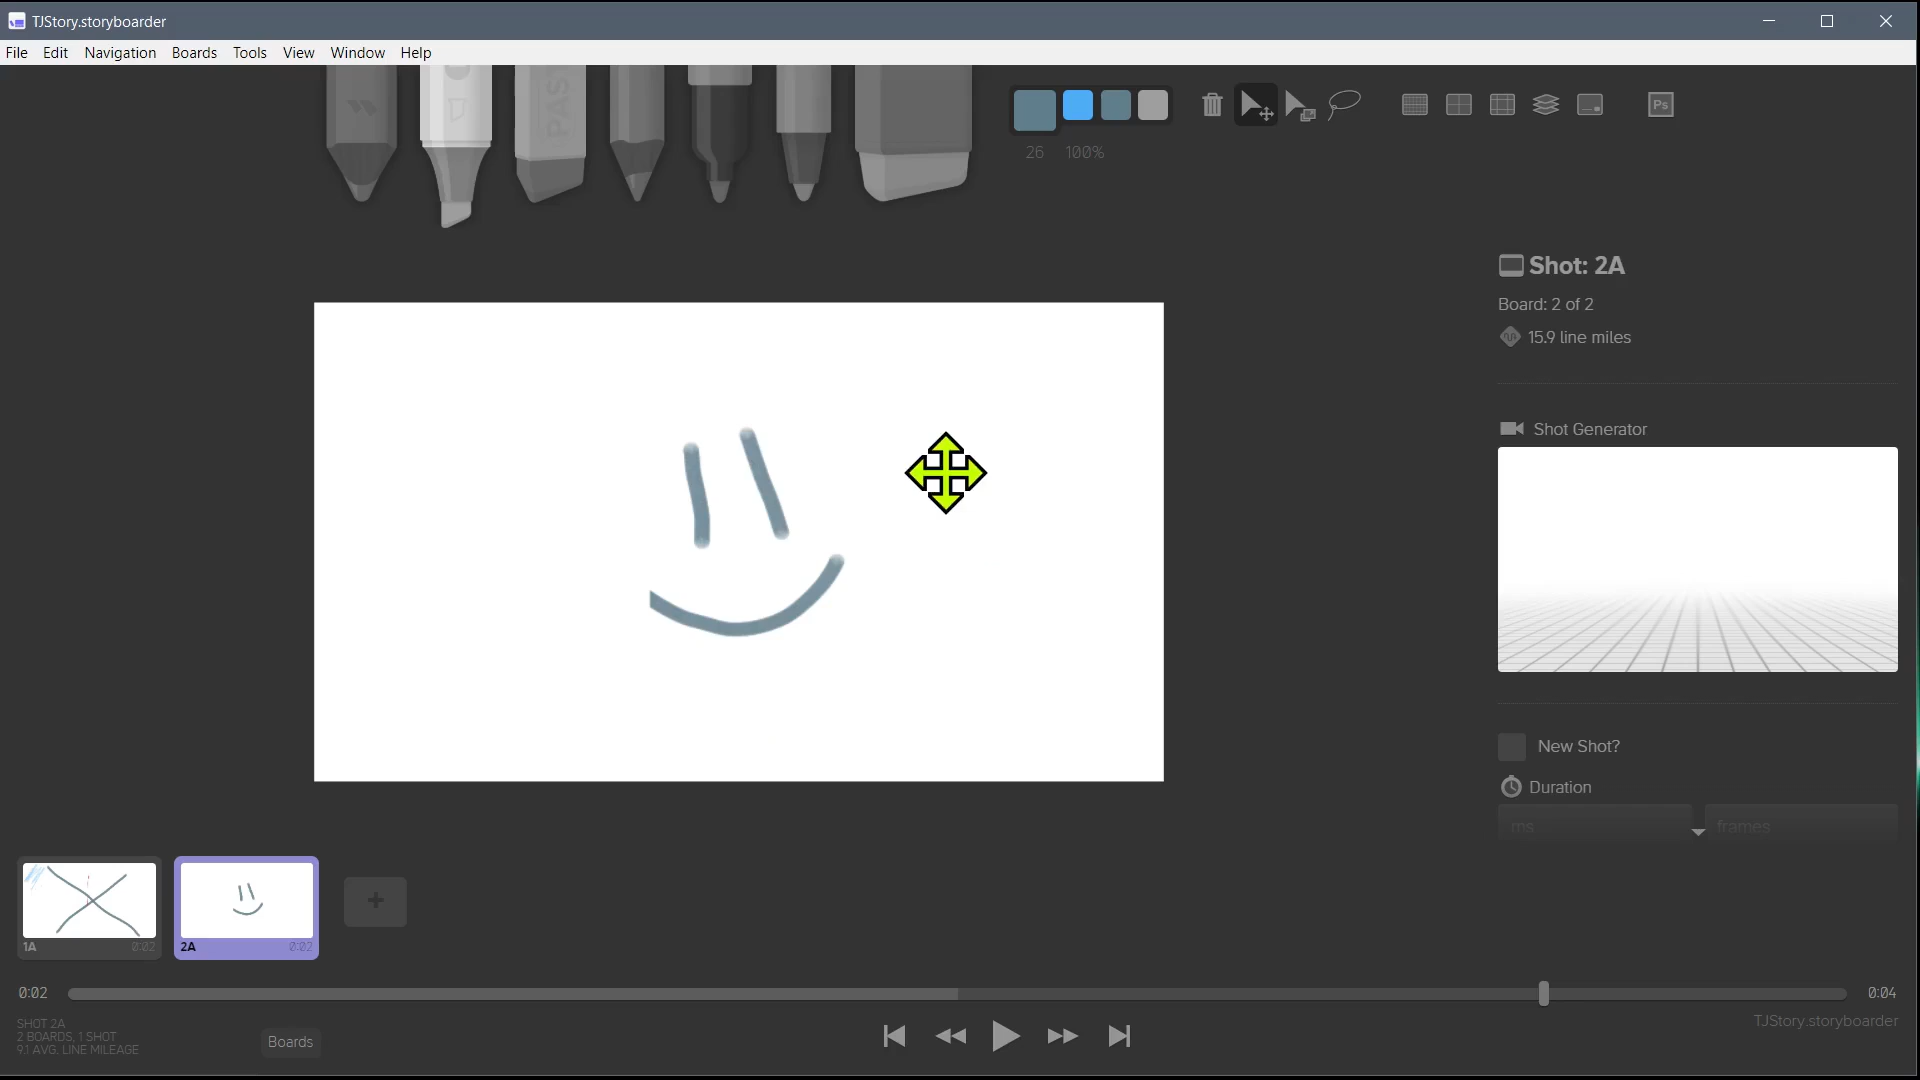 TJStory.storyboarder
File Edit Navigation Boards Tools View Window Help
PAS
26 100%
Ps
Shot: 2A
Board: 2 of 2
15.9 line miles
Shot Generator
New Shot?
Duration
ms
frames
1A 0:02
2A 0:02
+
0:02
0:04
SHOT 2A
2 BOARDS, 1 SHOT
9.1 AVG. LINE MILEAGE
Boards
TJStory.storyboarder